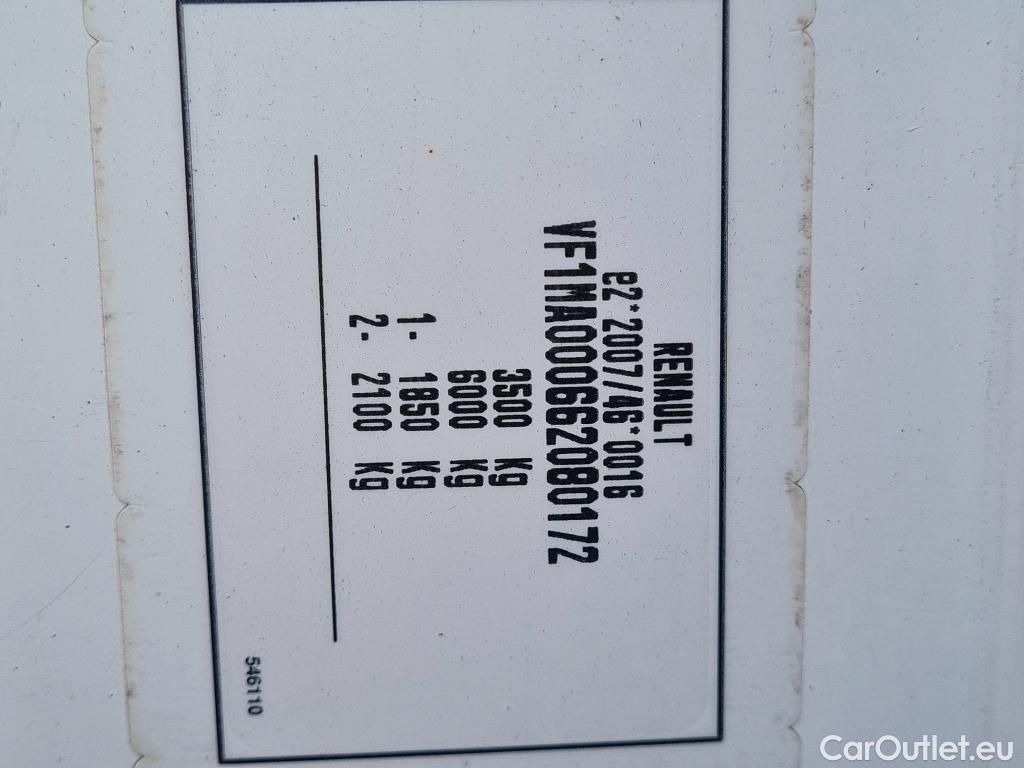 RENAULT
e2*2007/46*0016
VF1MA000662080172
3500 Kg
6000 Kg
1- 1850 Kg
2- 2100 Kg
546110
CarOutlet.eu